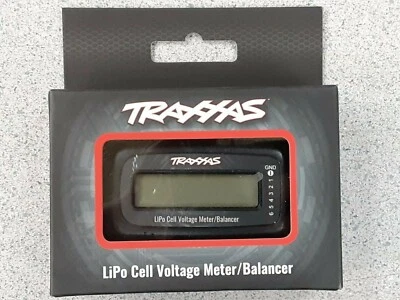 TRAXXAS
TRAXXAS
GND
1
2
3
4
5
6
LiPo Cell Voltage Meter/Balancer
LiPo Cell Voltage Meter/Balancer